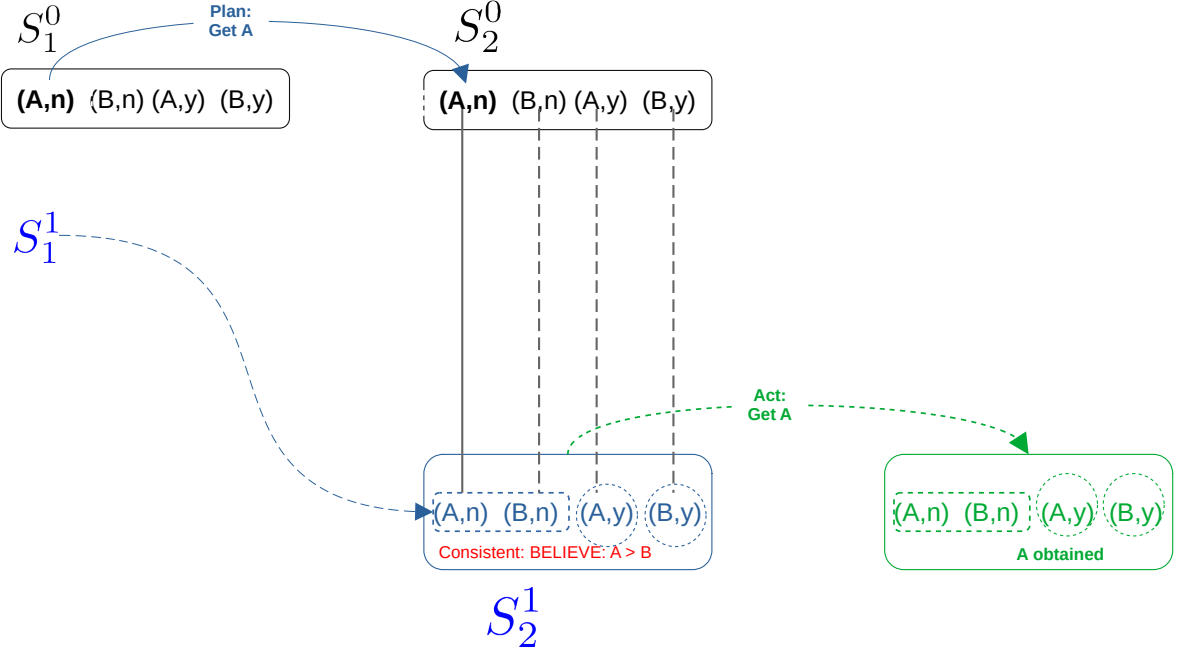 S_1^0
Plan:
Get A
S_2^0
(A,n) (B,n) (A,y) (B,y)
(A,n) (B,n) (A,y) (B,y)
S_1^1
Act:
Get A
(A,n) (B,n) (A,y) (B,y)
Consistent: BELIEVE: A > B
(A,n) (B,n) (A,y) (B,y)
A obtained
S_2^1